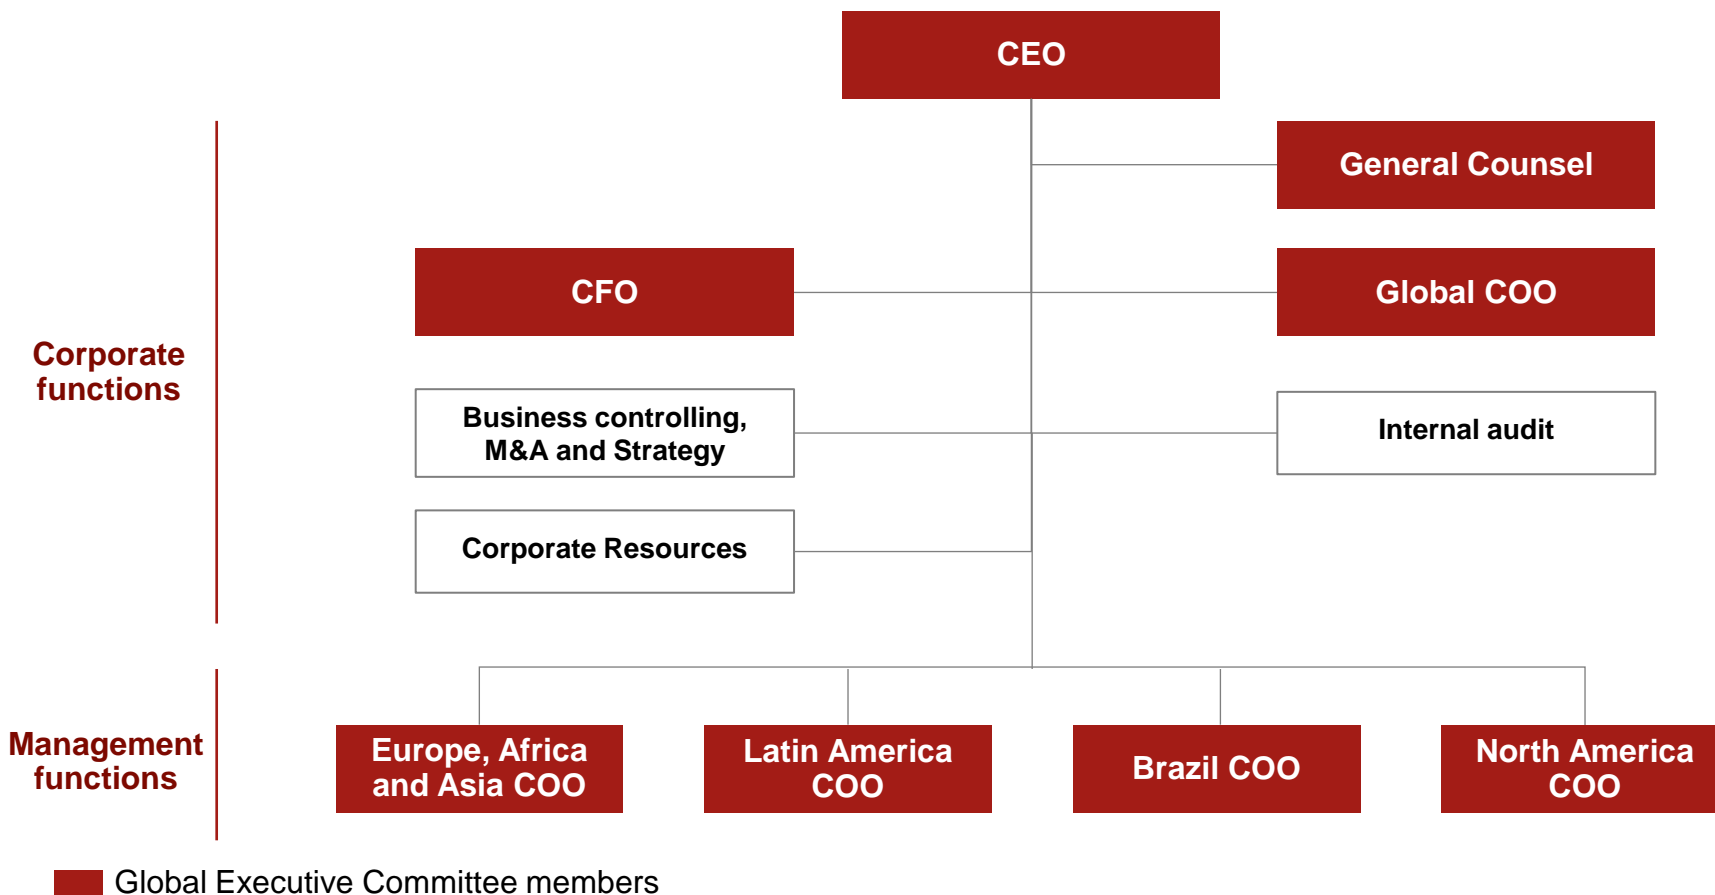 CEO
General Counsel
CFO
Global COO
Corporate
functions
Business controlling,
M&A and Strategy
Internal audit
Corporate Resources
Management
functions
Europe, Africa
and Asia COO
Latin America
COO
Brazil COO
North America
COO
Global Executive Committee members